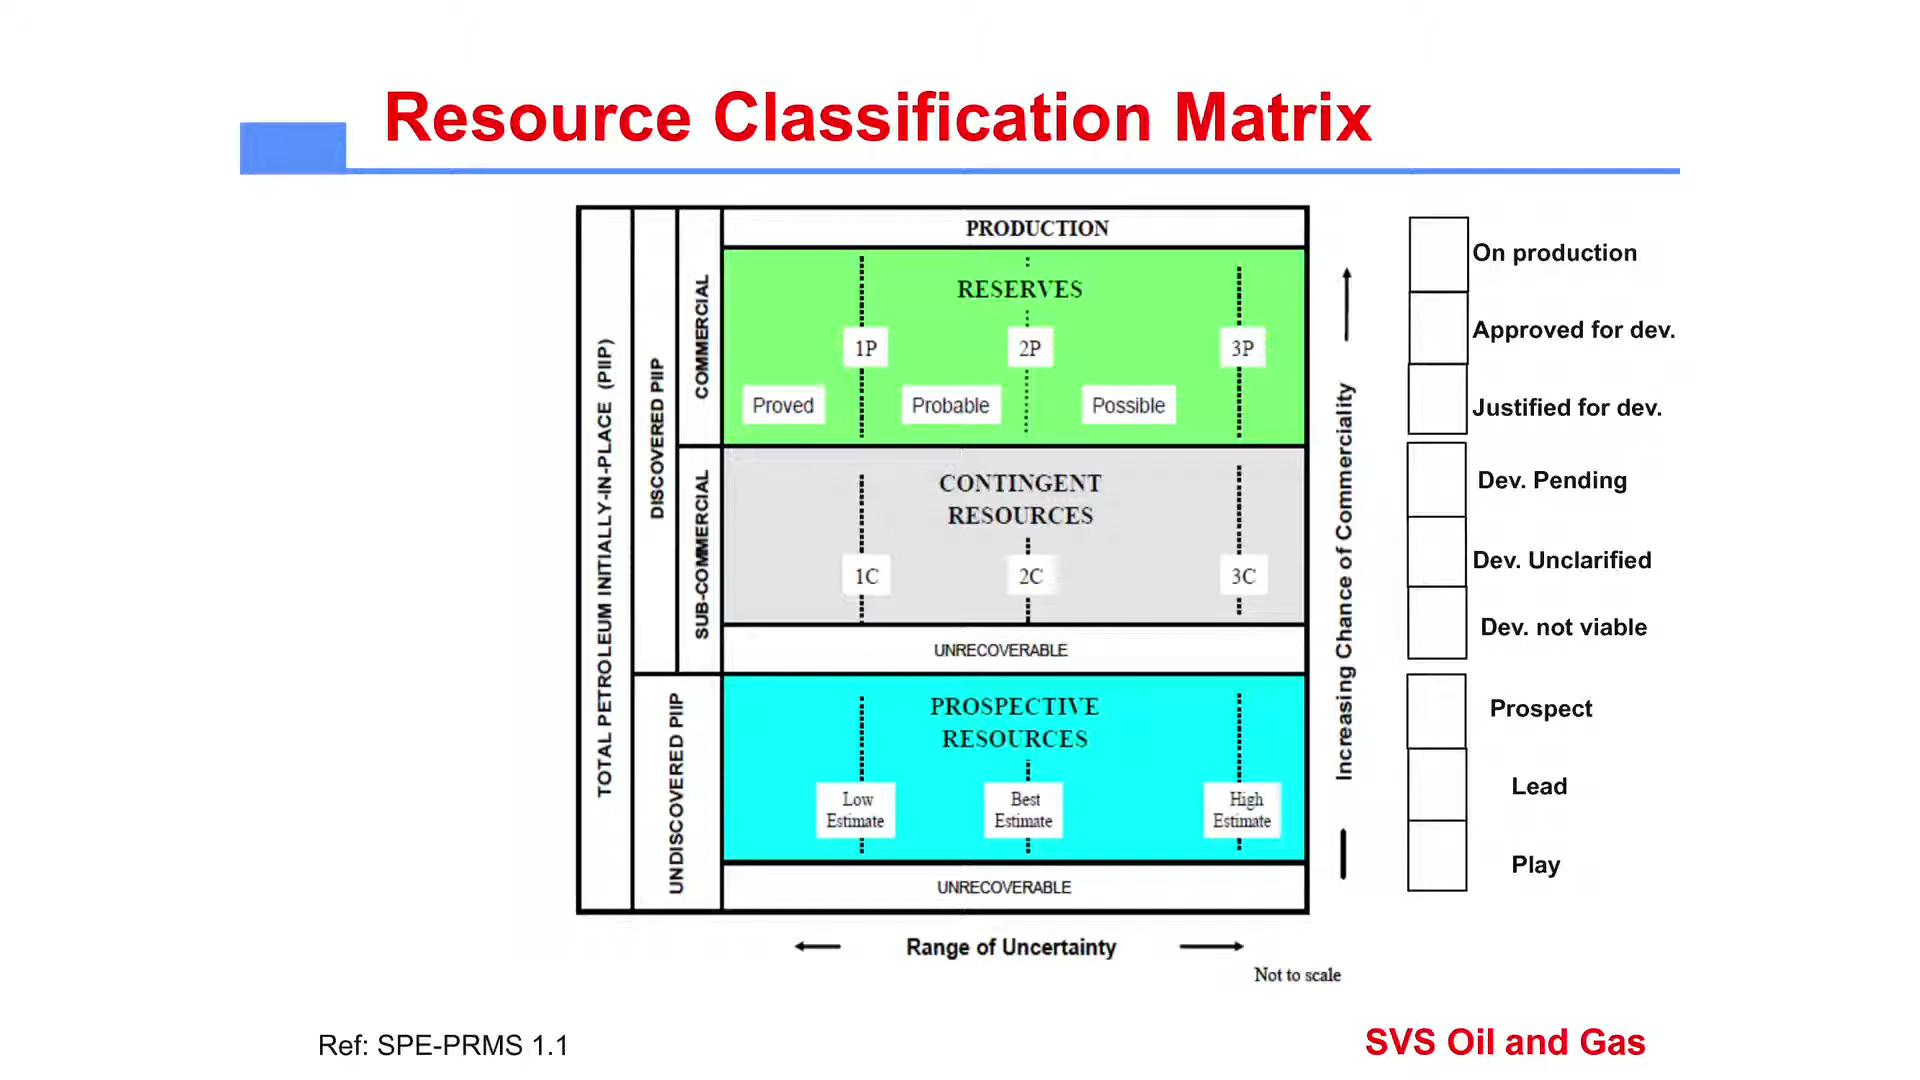 Resource Classification Matrix
TOTAL PETROLEUM INITIALLY-IN-PLACE (PIIP)
DISCOVERED PIIP
UNDISCOVERED PIIP
COMMERCIAL
SUB-COMMERCIAL
PRODUCTION
RESERVES
1P 2P 3P
Proved Probable Possible
CONTINGENT
RESOURCES
1C 2C 3C
UNRECOVERABLE
PROSPECTIVE
RESOURCES
Low
Estimate
Best
Estimate
High
Estimate
UNRECOVERABLE
Increasing Chance of Commerciality
On production
Approved for dev.
Justified for dev.
Dev. Pending
Dev. Unclarified
Dev. not viable
Prospect
Lead
Play
Range of Uncertainty
Not to scale
Ref: SPE-PRMS 1.1
SVS Oil and Gas